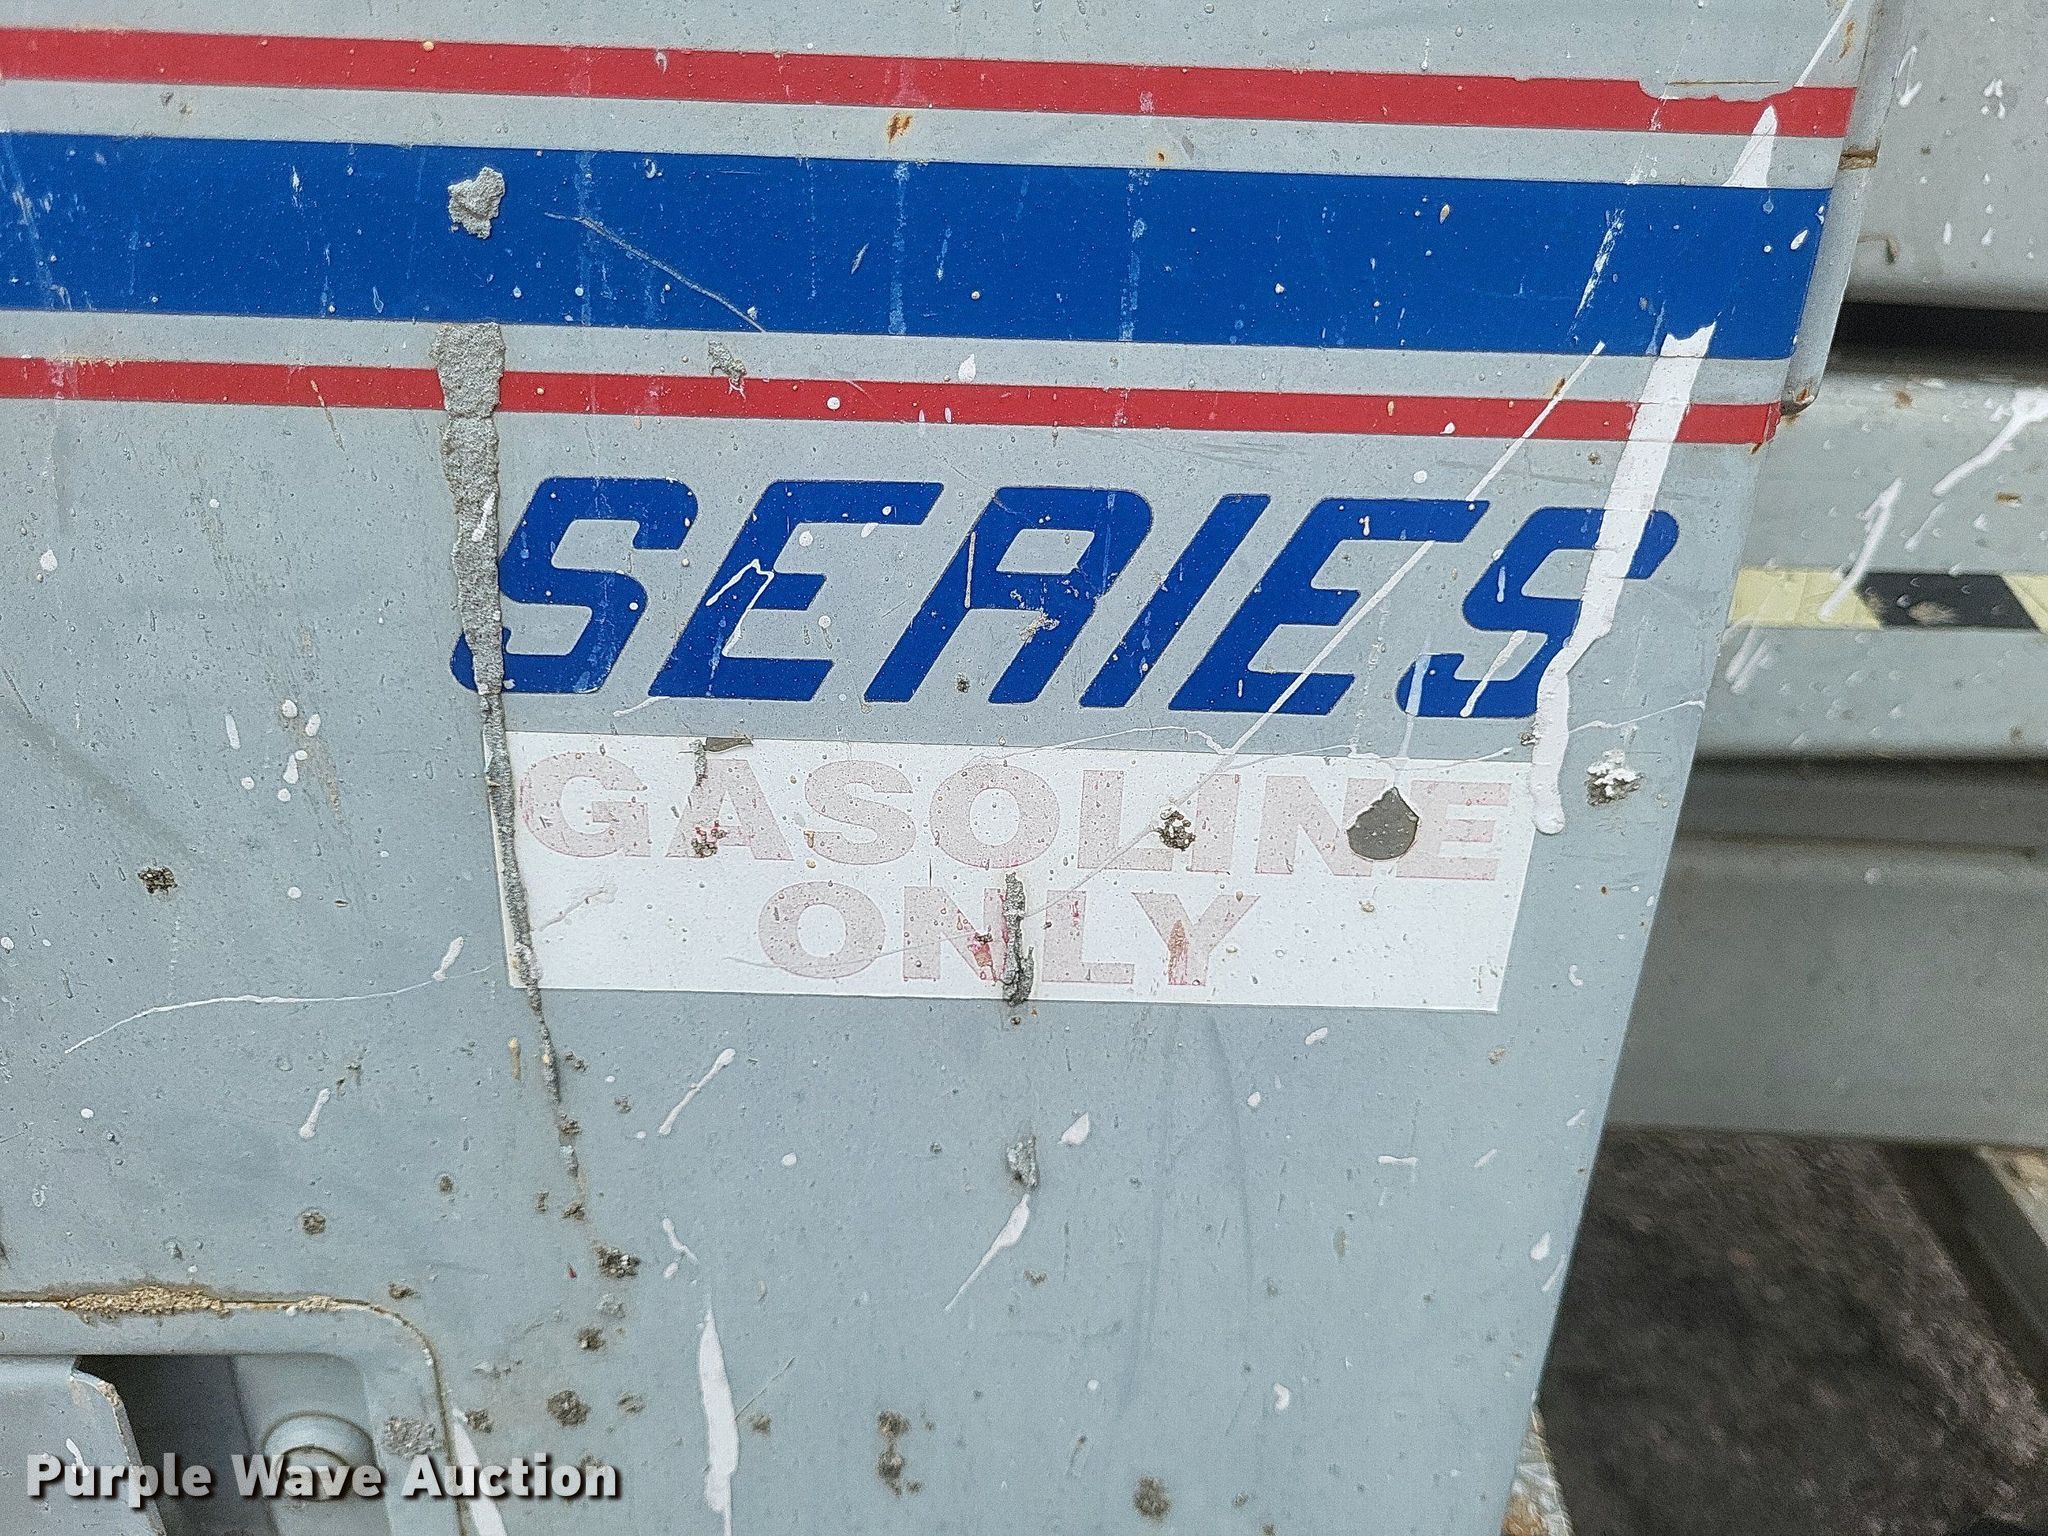 SERIES
GASOLINE
ONLY
Purple Wave Auction